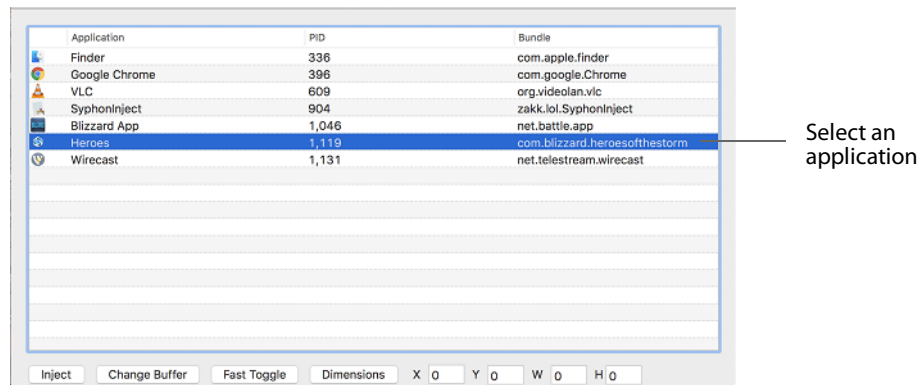 Application PID Bundle
Finder 336 com.apple.finder
Google Chrome 396 com.google.Chrome
VLC 609 org.videolan.vlc
SyphonInject 904 zakk.lol.SyphonInject
Blizzard App 1,046 net.battle.app
Heroes 1,119 com.blizzard.heroesofthestorm
Wirecast 1,131 net.telestream.wirecast
Select an
application
Inject Change Buffer Fast Toggle Dimensions X 0 Y 0 W 0 H 0